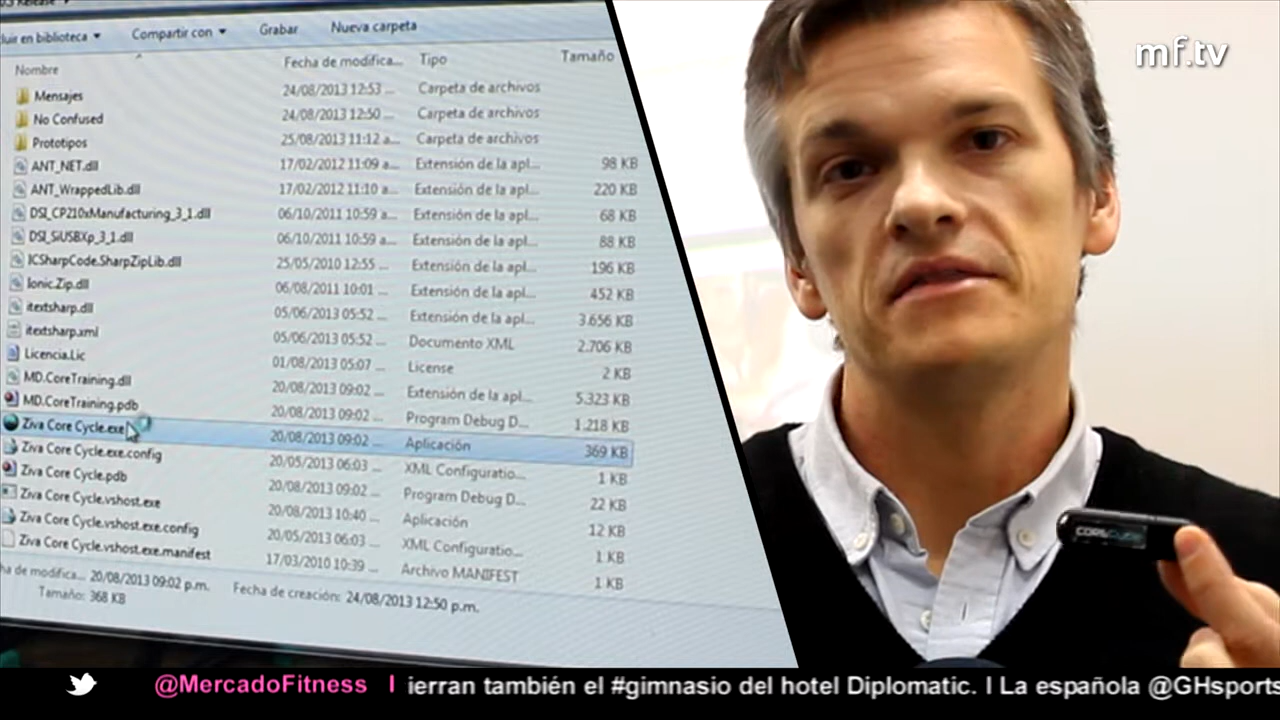 luir en biblioteca Compartir con Grabar Nueva carpeta
Nombre Fecha de modifica... Tipo Tamaño
Mensajes 24/08/2013 12:53 ... Carpeta de archivos
No Confused 24/08/2013 12:50 ... Carpeta de archivos
Prototipos 25/08/2013 11:12 a... Carpeta de archivos
ANT_NET.dll 17/02/2012 11:09 a... Extensión de la apl... 98 KB
ANT_WrappedLib.dll 17/02/2012 11:10 a... Extensión de la apl... 220 KB
DSI_CP210xManufacturing_3_1.dll 06/10/2011 10:59 a... Extensión de la apl... 68 KB
DSI_SiUSBXp_3_1.dll 06/10/2011 10:59 a... Extensión de la apl... 88 KB
ICSharpCode.SharpZipLib.dll 25/05/2010 12:55 ... Extensión de la apl... 196 KB
Ionic.Zip.dll 06/08/2011 10:01 ... Extensión de la apl... 452 KB
itextsharp.dll 05/06/2013 05:52 ... Extensión de la apl... 3.656 KB
itextsharp.xml 05/06/2013 05:52 ... Documento XML 2.706 KB
Licencia.Lic 01/08/2013 05:07 ... License 2 KB
MD.CoreTraining.dll 20/08/2013 09:02 ... Extensión de la apl... 5.323 KB
MD.CoreTraining.pdb 20/08/2013 09:02 ... Program Debug D... 1.218 KB
Ziva Core Cycle.exe 20/08/2013 09:02 ... Aplicación 369 KB
Ziva Core Cycle.exe.config 20/05/2013 06:03 ... XML Configuratio... 1 KB
Ziva Core Cycle.pdb 20/08/2013 09:02 ... Program Debug D... 22 KB
Ziva Core Cycle.vshost.exe 20/08/2013 10:40 ... Aplicación 12 KB
Ziva Core Cycle.vshost.exe.config 20/05/2013 06:03 ... XML Configuratio... 1 KB
Ziva Core Cycle.vshost.exe.manifest 17/03/2010 10:39 ... Archivo MANIFEST 1 KB
ha de modifica... 20/08/2013 09:02 p.m. Fecha de creación: 24/08/2013 12:50 p.m.
Tamaño: 368 KB
mf.tv
@MercadoFitness | ierran también el #gimnasio del hotel Diplomatic. | La española @GHsports